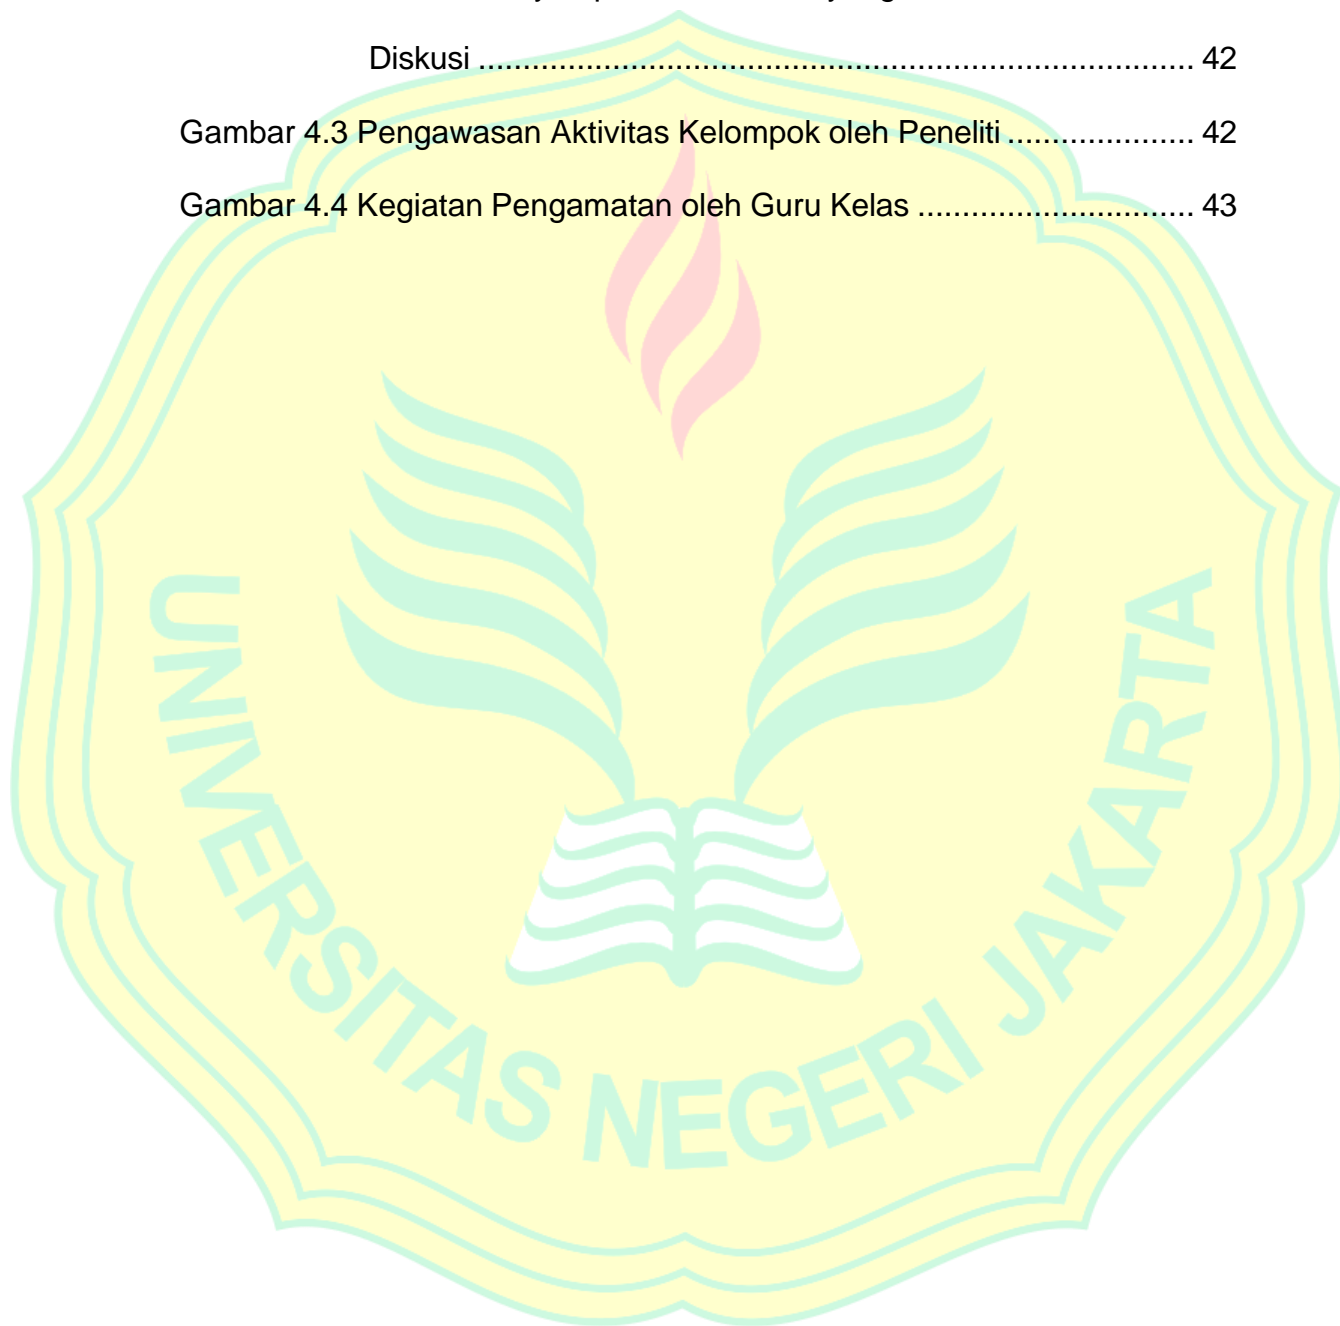 Diskusi ................................................................................ 42
Gambar 4.3 Pengawasan Aktivitas Kelompok oleh Peneliti ..................... 42
Gambar 4.4 Kegiatan Pengamatan oleh Guru Kelas ............................... 43
UNIVERSITAS NEGERI JAKARTA